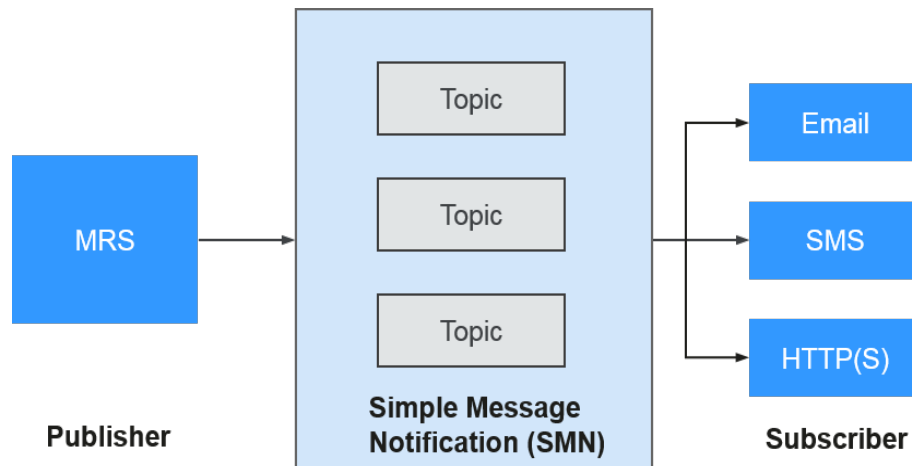 MRS
Publisher
Topic
Topic
Topic
Simple Message
Notification (SMN)
Email
SMS
HTTP(S)
Subscriber